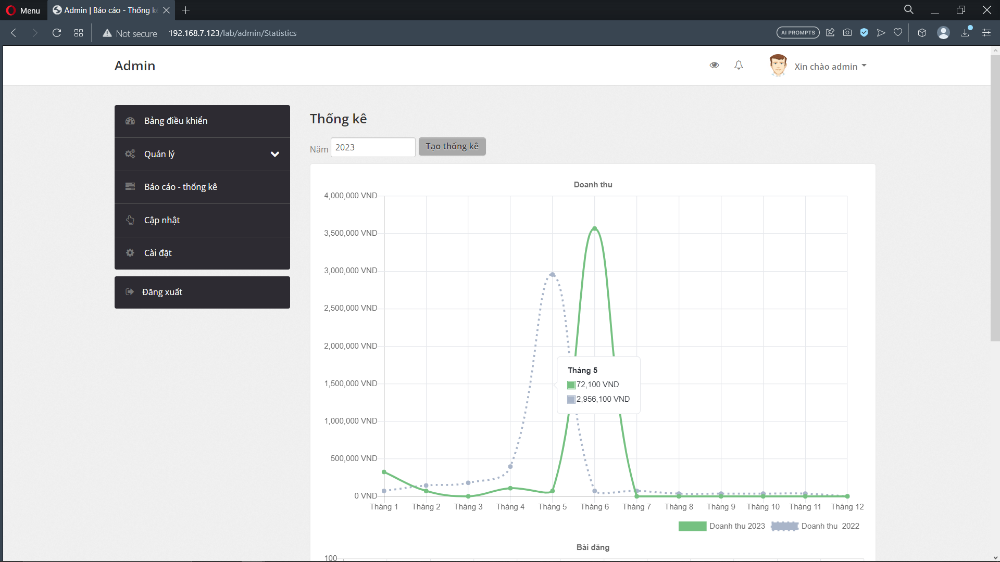 Menu
Admin | Báo cáo - Thống k
Not secure
192.168.7.123/lab/admin/Statistics
AI PROMPTS
Admin
Xin chào admin
Bảng điều khiển
Quản lý
Báo cáo - thống kê
Cập nhật
Cài đặt
Đăng xuất
Thống kê
Năm
2023
Tạo thống kê
Doanh thu
4,000,000 VND
3,500,000 VND
3,000,000 VND
2,500,000 VND
2,000,000 VND
1,500,000 VND
1,000,000 VND
500,000 VND
0 VND
Tháng 5
72,100 VND
2,956,100 VND
Tháng 1 Tháng 2 Tháng 3 Tháng 4 Tháng 5 Tháng 6 Tháng 7 Tháng 8 Tháng 9 Tháng 10 Tháng 11 Tháng 12
Doanh thu 2023
Doanh thu 2022
Bài đăng
100